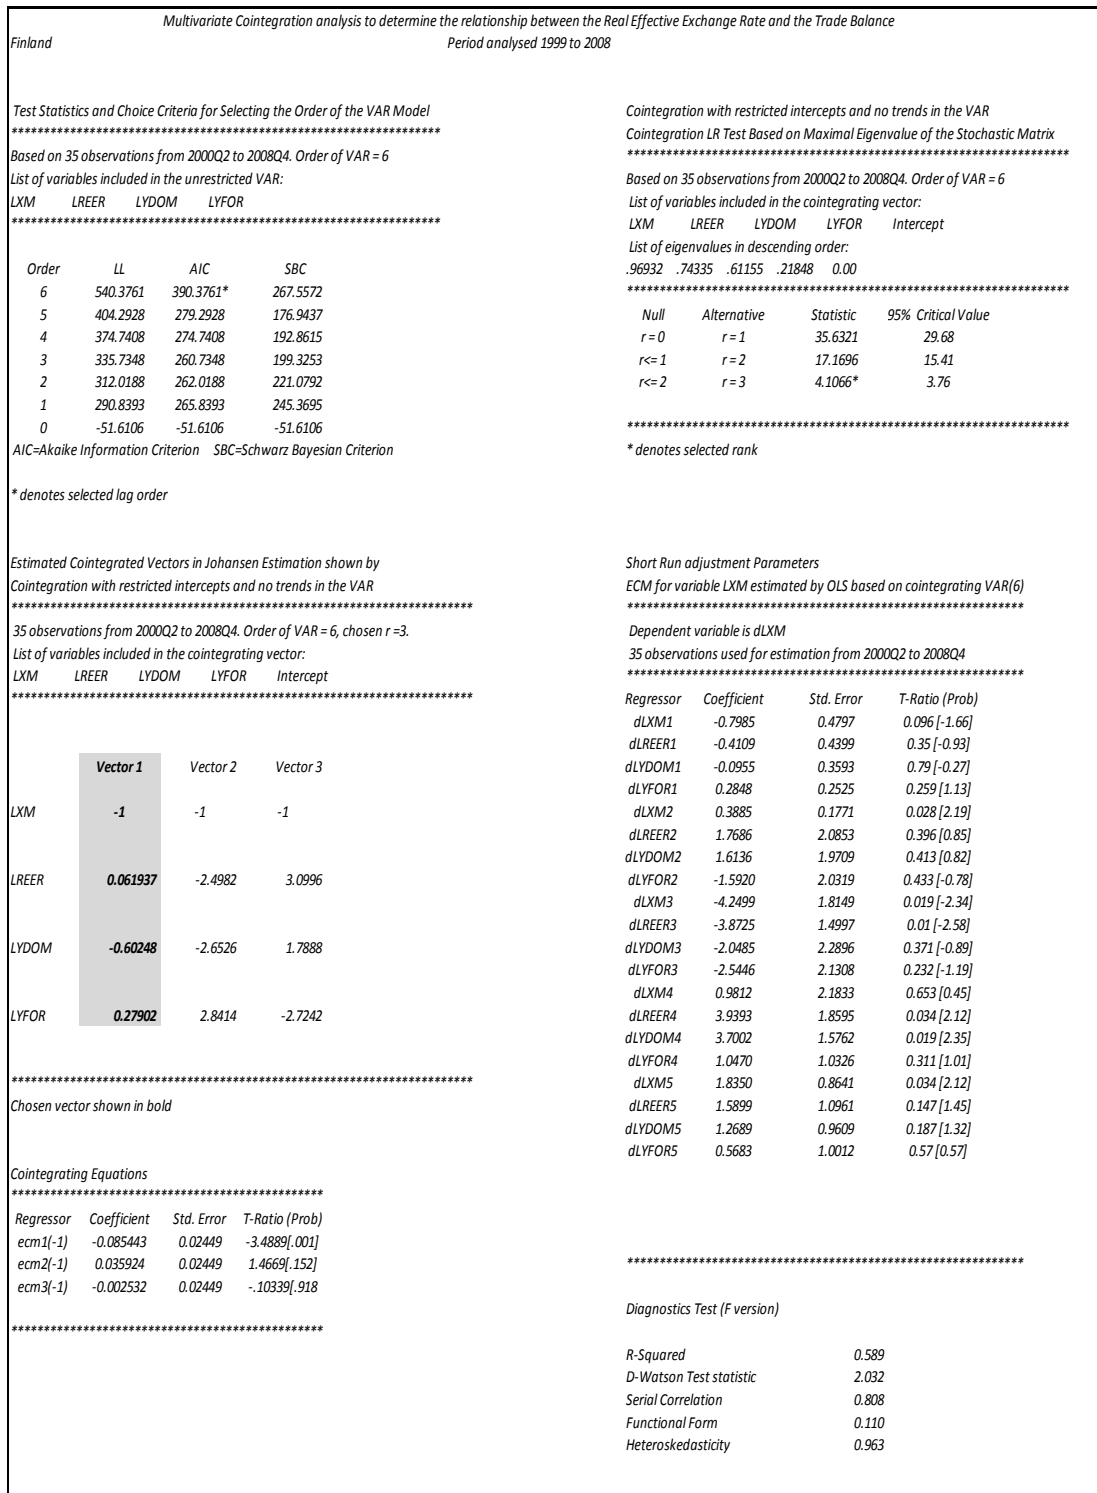 Multivariate Cointegration analysis to determine the relationship between the Real Effective Exchange Rate and the Trade Balance
Finland Period analysed 1999 to 2008
Test Statistics and Choice Criteria for Selecting the Order of the VAR Model
******************************************************************
Based on 35 observations from 2000Q2 to 2008Q4. Order of VAR = 6
List of variables included in the unrestricted VAR:
LXM LREER LYDOM LYFOR
******************************************************************
Order LL AIC SBC
6 540.3761 390.3761* 267.5572
5 404.2928 279.2928 176.9437
4 374.7408 274.7408 192.8615
3 335.7348 260.7348 199.3253
2 312.0188 262.0188 221.0792
1 290.8393 265.8393 245.3695
0 -51.6106 -51.6106 -51.6106
AIC=Akaike Information Criterion SBC=Schwarz Bayesian Criterion
* denotes selected lag order
Cointegration with restricted intercepts and no trends in the VAR
Cointegration LR Test Based on Maximal Eigenvalue of the Stochastic Matrix
********************************************************************
Based on 35 observations from 2000Q2 to 2008Q4. Order of VAR = 6
List of variables included in the cointegrating vector:
LXM LREER LYDOM LYFOR Intercept
List of eigenvalues in descending order:
.96932 .74335 .61155 .21848 0.00
********************************************************************
Null Alternative Statistic 95% Critical Value
r = 0 r = 1 35.6321 29.68
r<= 1 r = 2 17.1696 15.41
r<= 2 r = 3 4.1066* 3.76
********************************************************************
* denotes selected rank
Estimated Cointegrated Vectors in Johansen Estimation shown by
Cointegration with restricted intercepts and no trends in the VAR
***********************************************************************
35 observations from 2000Q2 to 2008Q4. Order of VAR = 6, chosen r =3.
List of variables included in the cointegrating vector:
LXM LREER LYDOM LYFOR Intercept
***********************************************************************
Vector 1 Vector 2 Vector 3
LXM -1 -1 -1
LREER 0.061937 -2.4982 3.0996
LYDOM -0.60248 -2.6526 1.7888
LYFOR 0.27902 2.8414 -2.7242
***********************************************************************
Chosen vector shown in bold
Cointegrating Equations
************************************************
Regressor Coefficient Std. Error T-Ratio (Prob)
ecm1(-1) -0.085443 0.02449 -3.4889[.001]
ecm2(-1) 0.035924 0.02449 1.4669[.152]
ecm3(-1) -0.002532 0.02449 -.10339[.918
************************************************
Short Run adjustment Parameters
ECM for variable LXM estimated by OLS based on cointegrating VAR(6)
*************************************************************
Dependent variable is dLXM
35 observations used for estimation from 2000Q2 to 2008Q4
*************************************************************
Regressor Coefficient Std. Error T-Ratio (Prob)
dLXM1 -0.7985 0.4797 0.096 [-1.66]
dLREER1 -0.4109 0.4399 0.35 [-0.93]
dLYDOM1 -0.0955 0.3593 0.79 [-0.27]
dLYFOR1 0.2848 0.2525 0.259 [1.13]
dLXM2 0.3885 0.1771 0.028 [2.19]
dLREER2 1.7686 2.0853 0.396 [0.85]
dLYDOM2 1.6136 1.9709 0.413 [0.82]
dLYFOR2 -1.5920 2.0319 0.433 [-0.78]
dLXM3 -4.2499 1.8149 0.019 [-2.34]
dLREER3 -3.8725 1.4997 0.01 [-2.58]
dLYDOM3 -2.0485 2.2896 0.371 [-0.89]
dLYFOR3 -2.5446 2.1308 0.232 [-1.19]
dLXM4 0.9812 2.1833 0.653 [0.45]
dLREER4 3.9393 1.8595 0.034 [2.12]
dLYDOM4 3.7002 1.5762 0.019 [2.35]
dLYFOR4 1.0470 1.0326 0.311 [1.01]
dLXM5 1.8350 0.8641 0.034 [2.12]
dLREER5 1.5899 1.0961 0.147 [1.45]
dLYDOM5 1.2689 0.9609 0.187 [1.32]
dLYFOR5 0.5683 1.0012 0.57 [0.57]
*************************************************************
Diagnostics Test (F version)
R-Squared 0.589
D-Watson Test statistic 2.032
Serial Correlation 0.808
Functional Form 0.110
Heteroskedasticity 0.963